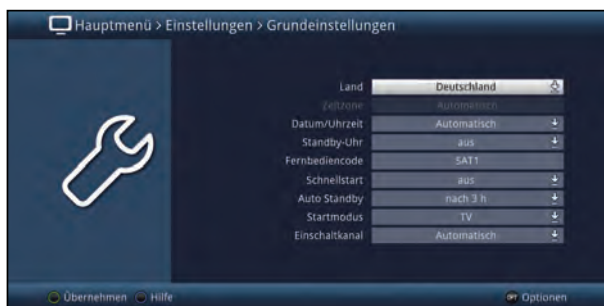 Hauptmenü > Einstellungen > Grundeinstellungen
Land Deutschland
Zeitzone Automatisch
Datum/Uhrzeit Automatisch
Standby-Uhr aus
Fernbediencode SAT1
Schnellstart aus
Auto Standby nach 3 h
Startmodus TV
Einschaltkanal Automatisch
Übernehmen Hilfe OPT Optionen